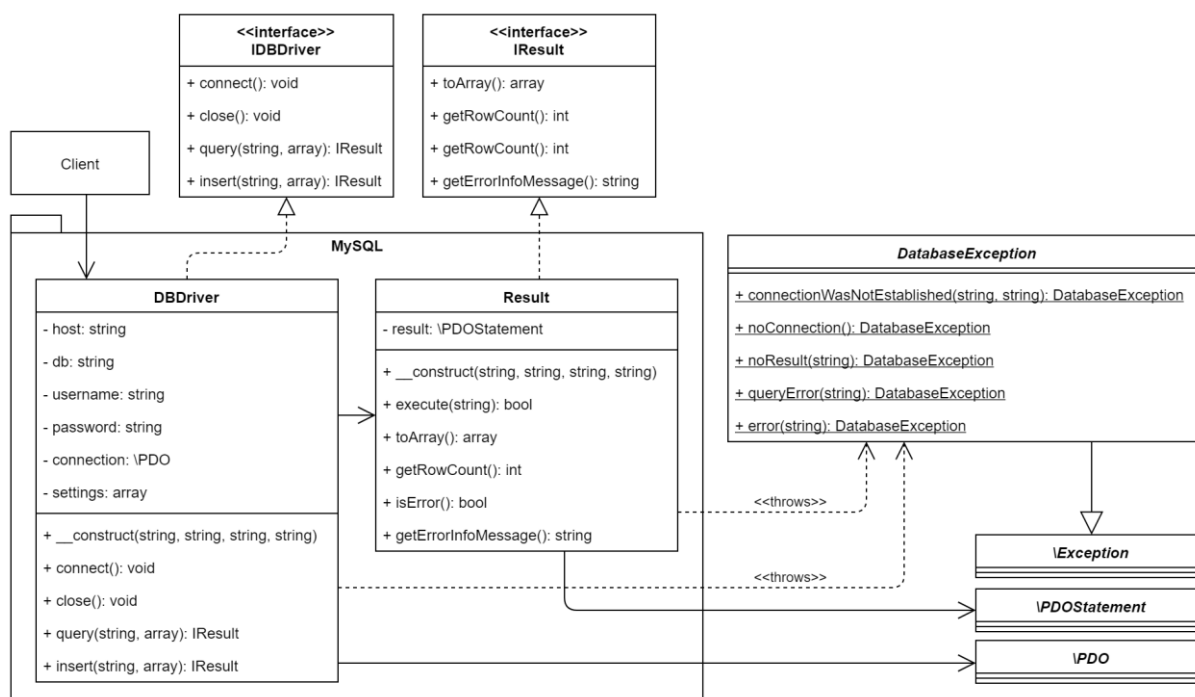 <<interface>>
IDBDriver
+ connect(): void
+ close(): void
+ query(string, array): IResult
+ insert(string, array): IResult
<<interface>>
IResult
+ toArray(): array
+ getRowCount(): int
+ getRowCount(): int
+ getErrorInfoMessage(): string
Client
MySQL
DBDriver
- host: string
- db: string
- username: string
- password: string
- connection: \PDO
- settings: array
+ __construct(string, string, string, string)
+ connect(): void
+ close(): void
+ query(string, array): IResult
+ insert(string, array): IResult
Result
- result: \PDOStatement
+ __construct(string, string, string, string)
+ execute(string): bool
+ toArray(): array
+ getRowCount(): int
+ isError(): bool
+ getErrorInfoMessage(): string
DatabaseException
+ connectionWasNotEstablished(string, string): DatabaseException
+ noConnection(): DatabaseException
+ noResult(string): DatabaseException
+ queryError(string): DatabaseException
+ error(string): DatabaseException
<<throws>>
<<throws>>
\Exception
\PDOStatement
\PDO